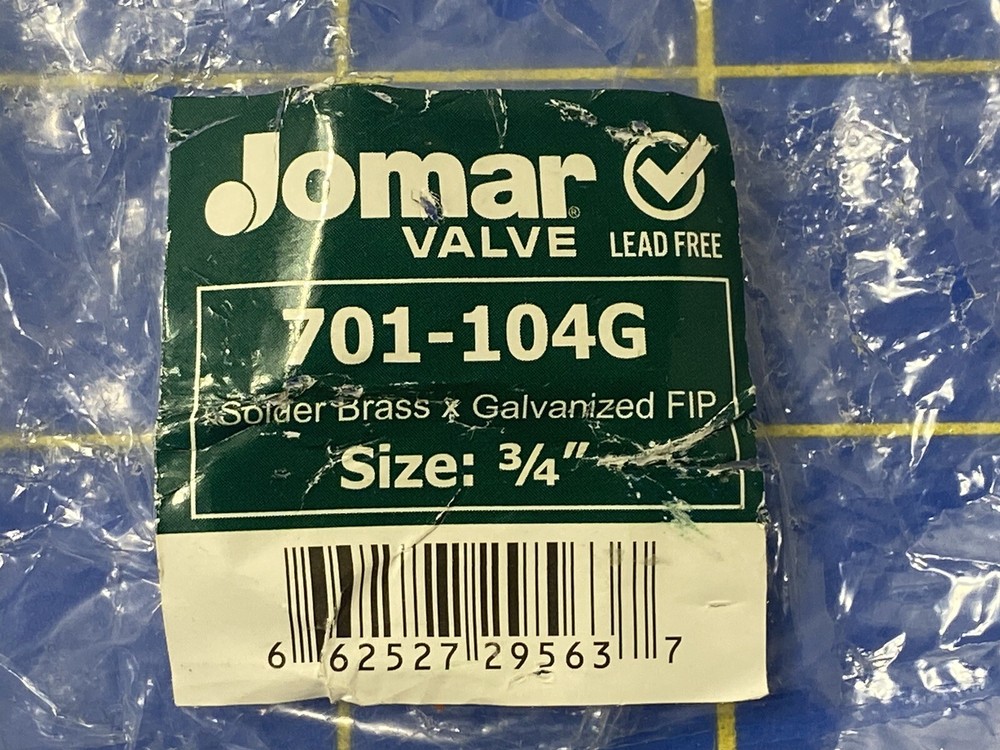 Jomar®
VALVE
LEAD FREE
701-104G
Solder Brass x Galvanized FIP
Size: ¾"
6 62527 29563 7